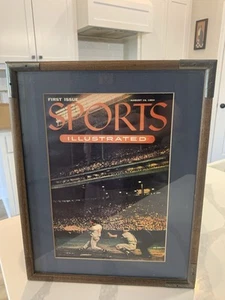 FIRST ISSUE
AUGUST 16, 1954
SPORTS
ILLUSTRATED